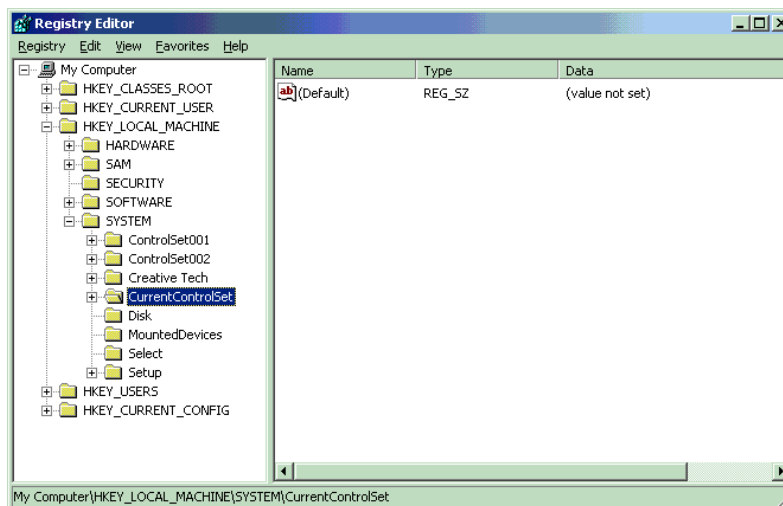 Registry Editor
Registry Edit View Favorites Help
My Computer
HKEY_CLASSES_ROOT
HKEY_CURRENT_USER
HKEY_LOCAL_MACHINE
HARDWARE
SAM
SECURITY
SOFTWARE
SYSTEM
ControlSet001
ControlSet002
Creative Tech
CurrentControlSet
Disk
MountedDevices
Select
Setup
HKEY_USERS
HKEY_CURRENT_CONFIG
Name Type Data
ab (Default) REG_SZ (value not set)
My Computer\HKEY_LOCAL_MACHINE\SYSTEM\CurrentControlSet